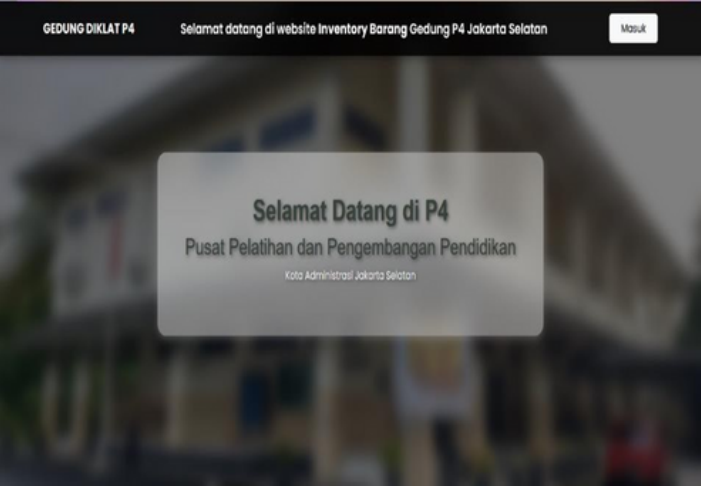 GEDUNG DIKLAT P4
Selamat datang di website Inventory Barang Gedung P4 Jakarta Selatan
Masuk
Selamat Datang di P4
Pusat Pelatihan dan Pengembangan Pendidikan
Kota Administrasi Jakarta Selatan